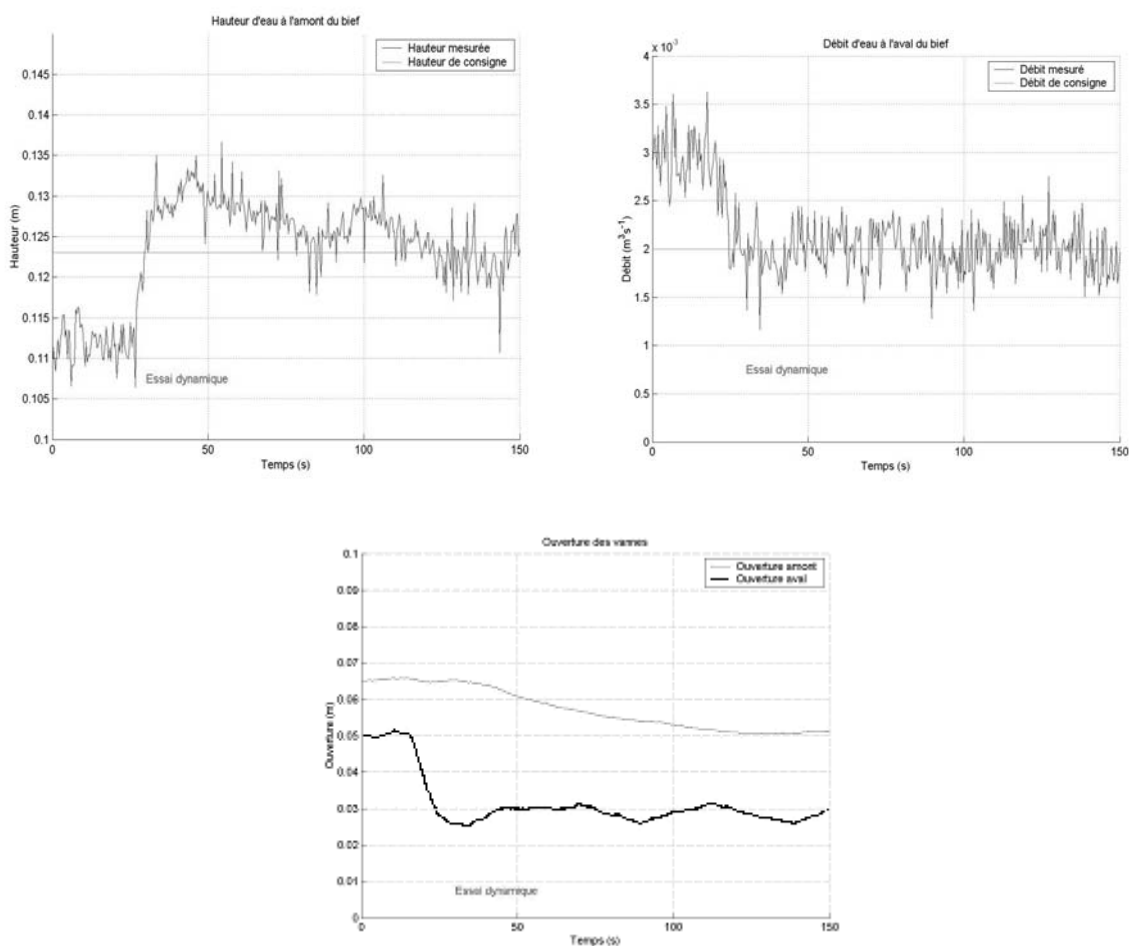 Hauteur d'eau à l'amont du bief
Hauteur mesurée
Hauteur de consigne
0.145
0.14
0.135
0.13
0.125
0.12
0.115
0.11
0.105
0.1
Hauteur (m)
Essai dynamique
0
50
100
150
Temps (s)
Débit d'eau à l'aval du bief
4 x 10-3
Débit mesuré
Débit de consigne
3.5
3
2.5
2
1.5
1
0.5
0
Débit (m3s-1)
Essai dynamique
0
50
100
150
Temps (s)
Ouverture des vannes
Ouverture amont
Ouverture aval
0.1
0.09
0.08
0.07
0.06
0.05
0.04
0.03
0.02
0.01
0
Ouverture (m)
Essai dynamique
0
50
100
150
Temps (s)